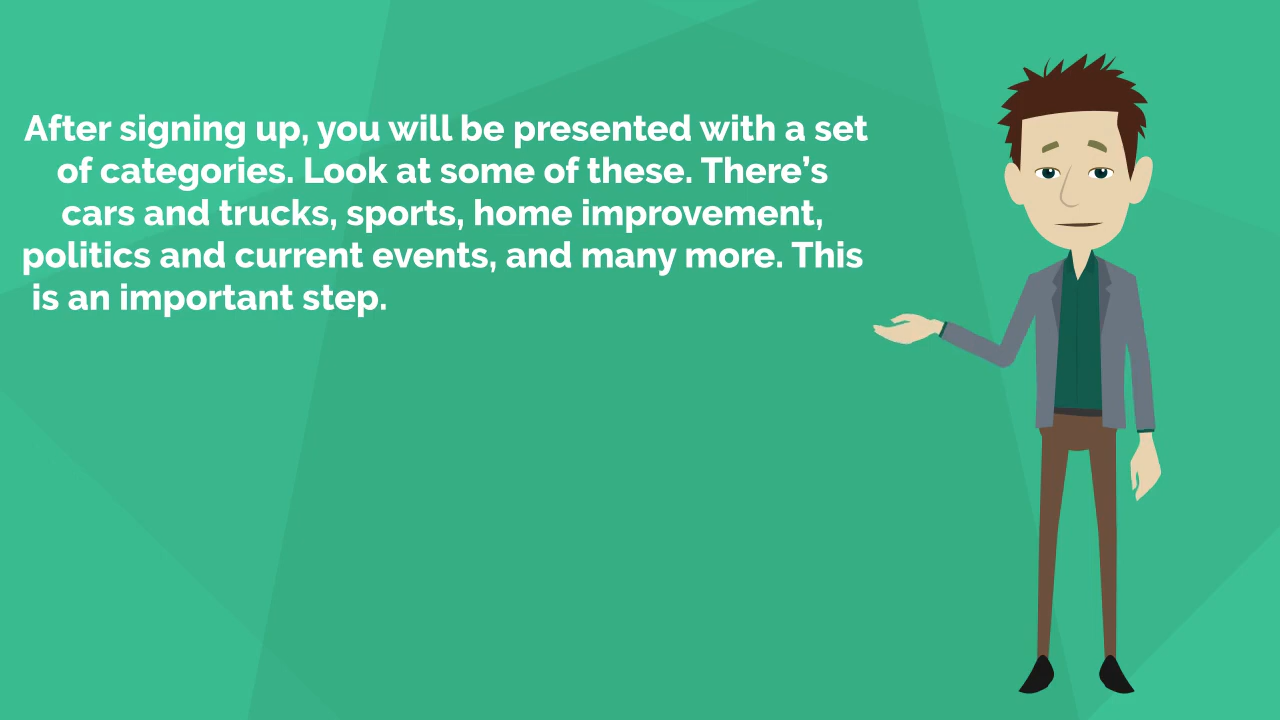 After signing up, you will be presented with a set
of categories. Look at some of these. There’s
cars and trucks, sports, home improvement,
politics and current events, and many more. This
is an important step.